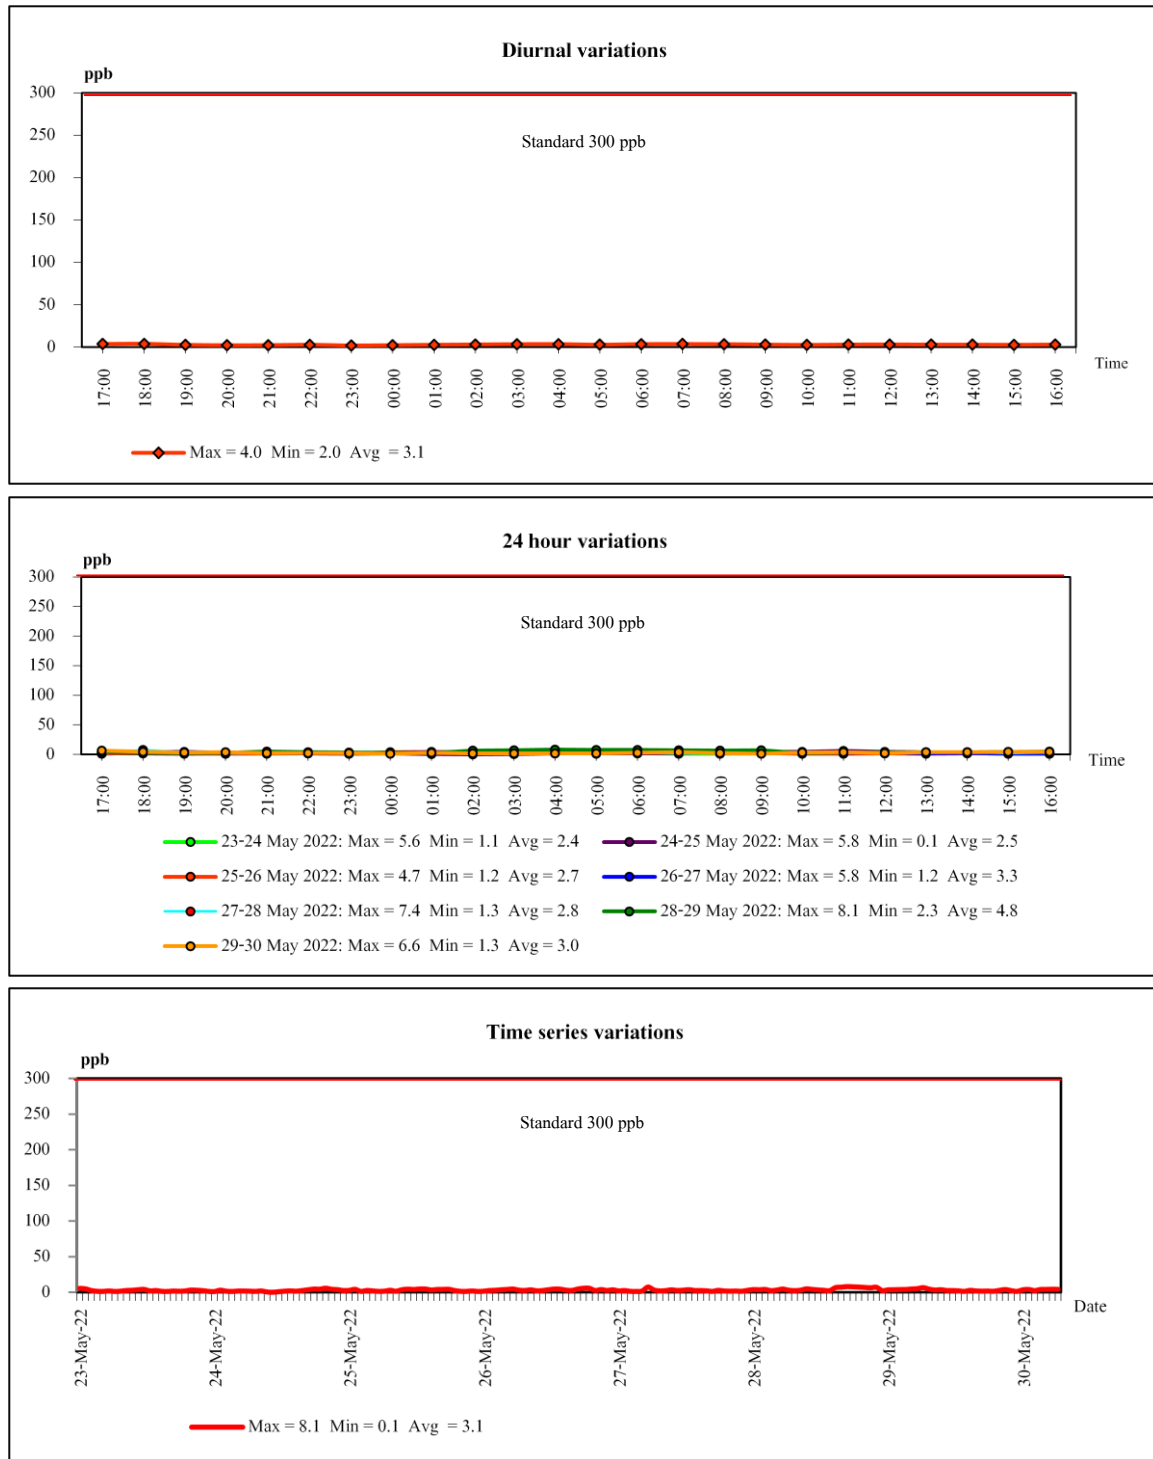 Diurnal variations
ppb
300
250
200
150
100
50
0
Standard 300 ppb
Time
17:00 18:00 19:00 20:00 21:00 22:00 23:00 00:00 01:00 02:00 03:00 04:00 05:00 06:00 07:00 08:00 09:00 10:00 11:00 12:00 13:00 14:00 15:00 16:00
Max = 4.0 Min = 2.0 Avg = 3.1
24 hour variations
ppb
300
250
200
150
100
50
0
Standard 300 ppb
Time
17:00 18:00 19:00 20:00 21:00 22:00 23:00 00:00 01:00 02:00 03:00 04:00 05:00 06:00 07:00 08:00 09:00 10:00 11:00 12:00 13:00 14:00 15:00 16:00
23-24 May 2022: Max = 5.6 Min = 1.1 Avg = 2.4 24-25 May 2022: Max = 5.8 Min = 0.1 Avg = 2.5
25-26 May 2022: Max = 4.7 Min = 1.2 Avg = 2.7 26-27 May 2022: Max = 5.8 Min = 1.2 Avg = 3.3
27-28 May 2022: Max = 7.4 Min = 1.3 Avg = 2.8 28-29 May 2022: Max = 8.1 Min = 2.3 Avg = 4.8
29-30 May 2022: Max = 6.6 Min = 1.3 Avg = 3.0
Time series variations
ppb
300
250
200
150
100
50
0
Standard 300 ppb
Date
23-May-22 24-May-22 25-May-22 26-May-22 27-May-22 28-May-22 29-May-22 30-May-22
Max = 8.1 Min = 0.1 Avg = 3.1